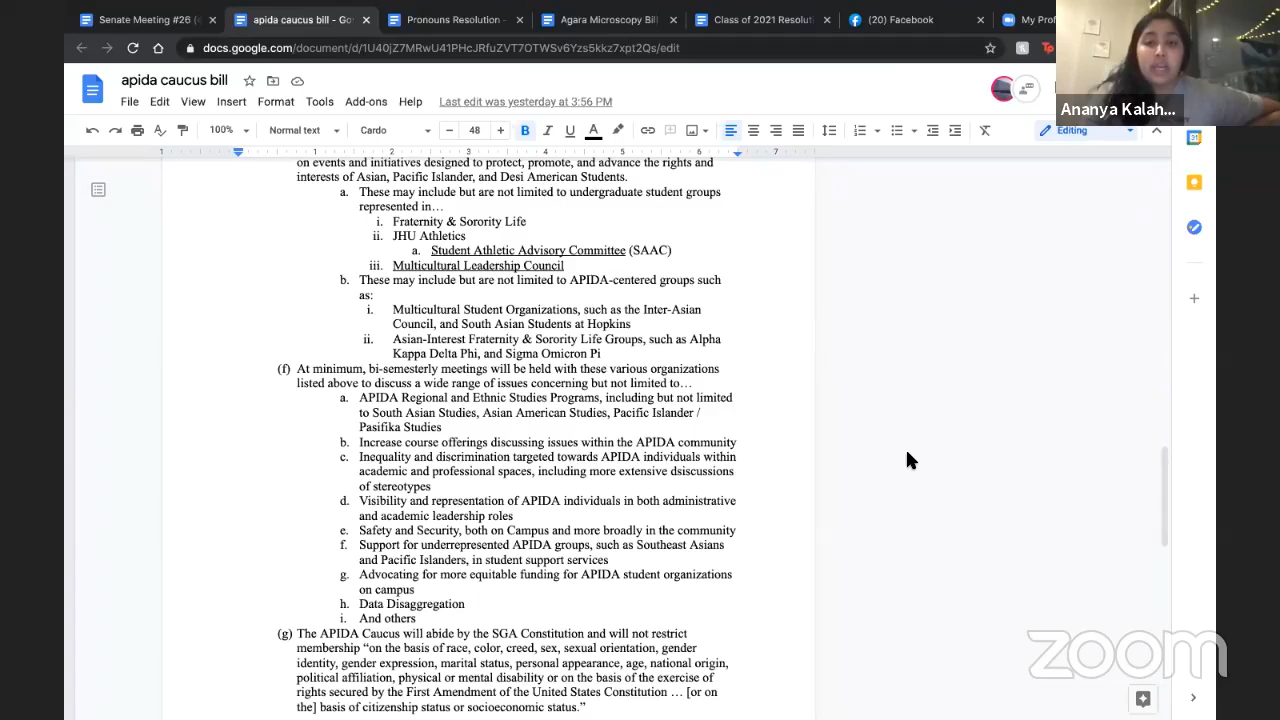 Senate Meeting #26 (
apida caucus bill - Go
Pronouns Resolution -
Agara Microscopy Bil
Class of 2021 Resoluti
(20) Facebook
My Prof
docs.google.com/document/d/1U40jZ7MRwU41PHcJRfuZVT7OTWSv6Yzs5kkz7xpt2Qs/edit
apida caucus bill
File Edit View Insert Format Tools Add-ons Help Last edit was yesterday at 3:56 PM
Ananya Kalah...
100% Normal text Cardo 48 B I U A Editing
1 1 2 3 4 5 6 7
on events and initiatives designed to protect, promote, and advance the rights and
interests of Asian, Pacific Islander, and Desi American Students.
a. These may include but are not limited to undergraduate student groups
represented in…
i. Fraternity & Sorority Life
ii. JHU Athletics
a. Student Athletic Advisory Committee (SAAC)
iii. Multicultural Leadership Council
b. These may include but are not limited to APIDA-centered groups such
as:
i. Multicultural Student Organizations, such as the Inter-Asian
Council, and South Asian Students at Hopkins
ii. Asian-Interest Fraternity & Sorority Life Groups, such as Alpha
Kappa Delta Phi, and Sigma Omicron Pi
(f) At minimum, bi-semesterly meetings will be held with these various organizations
listed above to discuss a wide range of issues concerning but not limited to…
a. APIDA Regional and Ethnic Studies Programs, including but not limited
to South Asian Studies, Asian American Studies, Pacific Islander /
Pasifika Studies
b. Increase course offerings discussing issues within the APIDA community
c. Inequality and discrimination targeted towards APIDA individuals within
academic and professional spaces, including more extensive dsiscussions
of stereotypes
d. Visibility and representation of APIDA individuals in both administrative
and academic leadership roles
e. Safety and Security, both on Campus and more broadly in the community
f. Support for underrepresented APIDA groups, such as Southeast Asians
and Pacific Islanders, in student support services
g. Advocating for more equitable funding for APIDA student organizations
on campus
h. Data Disaggregation
i. And others
(g) The APIDA Caucus will abide by the SGA Constitution and will not restrict
membership “on the basis of race, color, creed, sex, sexual orientation, gender
identity, gender expression, marital status, personal appearance, age, national origin,
political affiliation, physical or mental disability or on the basis of the exercise of
rights secured by the First Amendment of the United States Constitution … [or on
the] basis of citizenship status or socioeconomic status.”
zoom